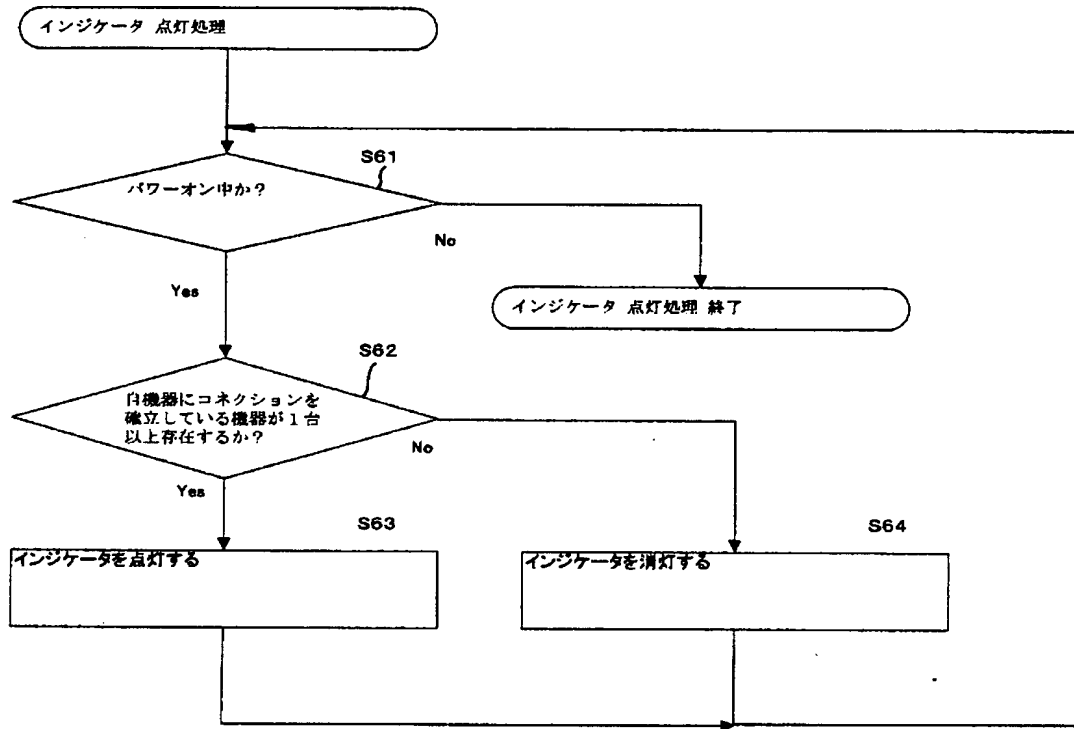 インジケータ 点灯処理
S61
パワーオン中か？
No
Yes
インジケータ 点灯処理 終了
S62
自機器にコネクションを
確立している機器が１台
以上存在するか？
No
Yes
S63
S64
インジケータを点灯する
インジケータを消灯する